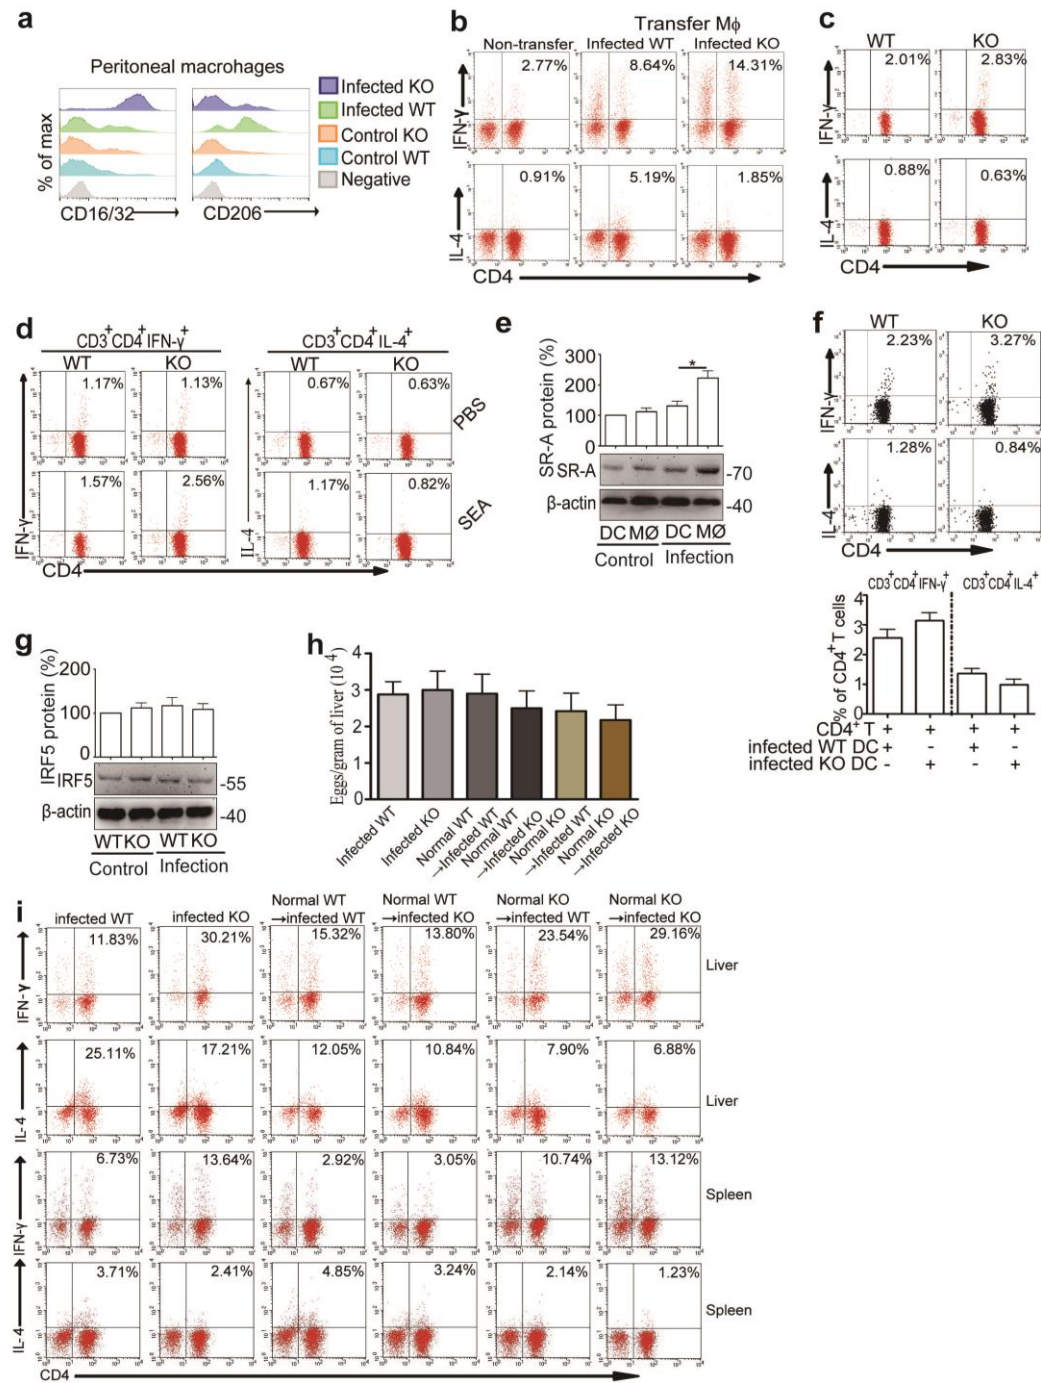 a
Peritoneal macrohages
Infected KO
Infected WT
Control KO
Control WT
Negative
% of max
CD16/32
CD206
b
Transfer Mϕ
Non-transfer Infected WT Infected KO
2.77% 8.64% 14.31%
IFN-γ
0.91% 5.19% 1.85%
IL-4
CD4
c
WT KO
2.01% 2.83%
IFN-γ
0.88% 0.63%
IL-4
CD4
d
CD3+CD4+IFN-γ+ CD3+CD4+IL-4+
WT KO WT KO
1.17% 1.13% 0.67% 0.63%
PBS
1.57% 2.56% 1.17% 0.82%
SEA
IFN-γ
IL-4
CD4
e
SR-A protein (%)
300
200
100
0
*
SRSR-A -70
β-actin -40
DC MØ DC MØ
Control Infection
f
WT KO
2.23% 3.27%
IFN-γ
1.28% 0.84%
IL-4
CD4
CD3+CD4+IFN-γ+ CD3+CD4+IL-4+
% of CD4+T cells
4
3
2
1
0
CD4+ T + + + +
infected WT DC + - + -
infected KO DC - + - +
g
IRF5 protein (%)
200
100
0
IRF5 -55
β-actin -40
WT KO WT KO
Control Infection
h
Eggs/gram of liver (10 4)
4
3
2
1
0
Infected WT
Infected KO
Normal WT
→Infected WT
Normal WT
→Infected KO
Normal KO
→Infected WT
Normal KO
→Infected KO
i
infected WT infected KO Normal WT Normal WT Normal KO Normal KO
→infected WT →infected KO →infected WT →infected KO
11.83% 30.21% 15.32% 13.80% 23.54% 29.16%
IFN-γ
Liver
25.11% 17.21% 12.05% 10.84% 7.90% 6.88%
IL-4
Liver
6.73% 13.64% 2.92% 3.05% 10.74% 13.12%
IFN-γ
Spleen
3.71% 2.41% 4.85% 3.24% 2.14% 1.23%
IL-4
Spleen
CD4